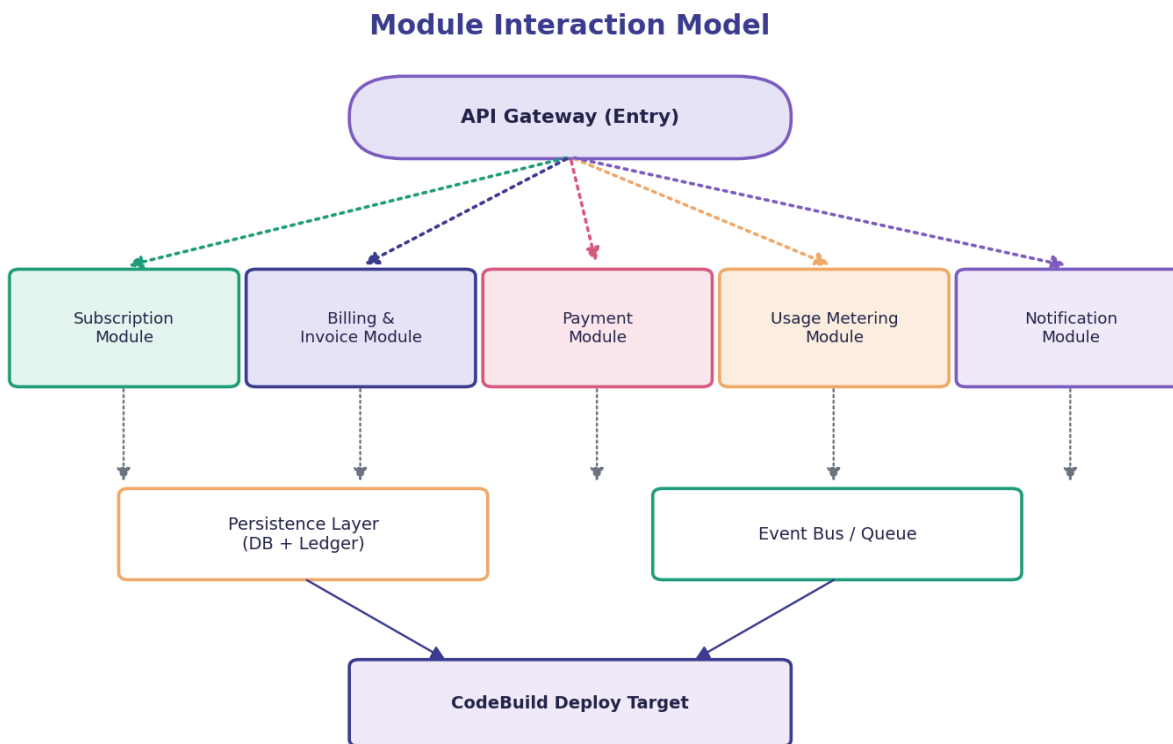 Module Interaction Model
API Gateway (Entry)
Subscription
Module
Billing &
Invoice Module
Payment
Module
Usage Metering
Module
Notification
Module
Persistence Layer
(DB + Ledger)
Event Bus / Queue
CodeBuild Deploy Target